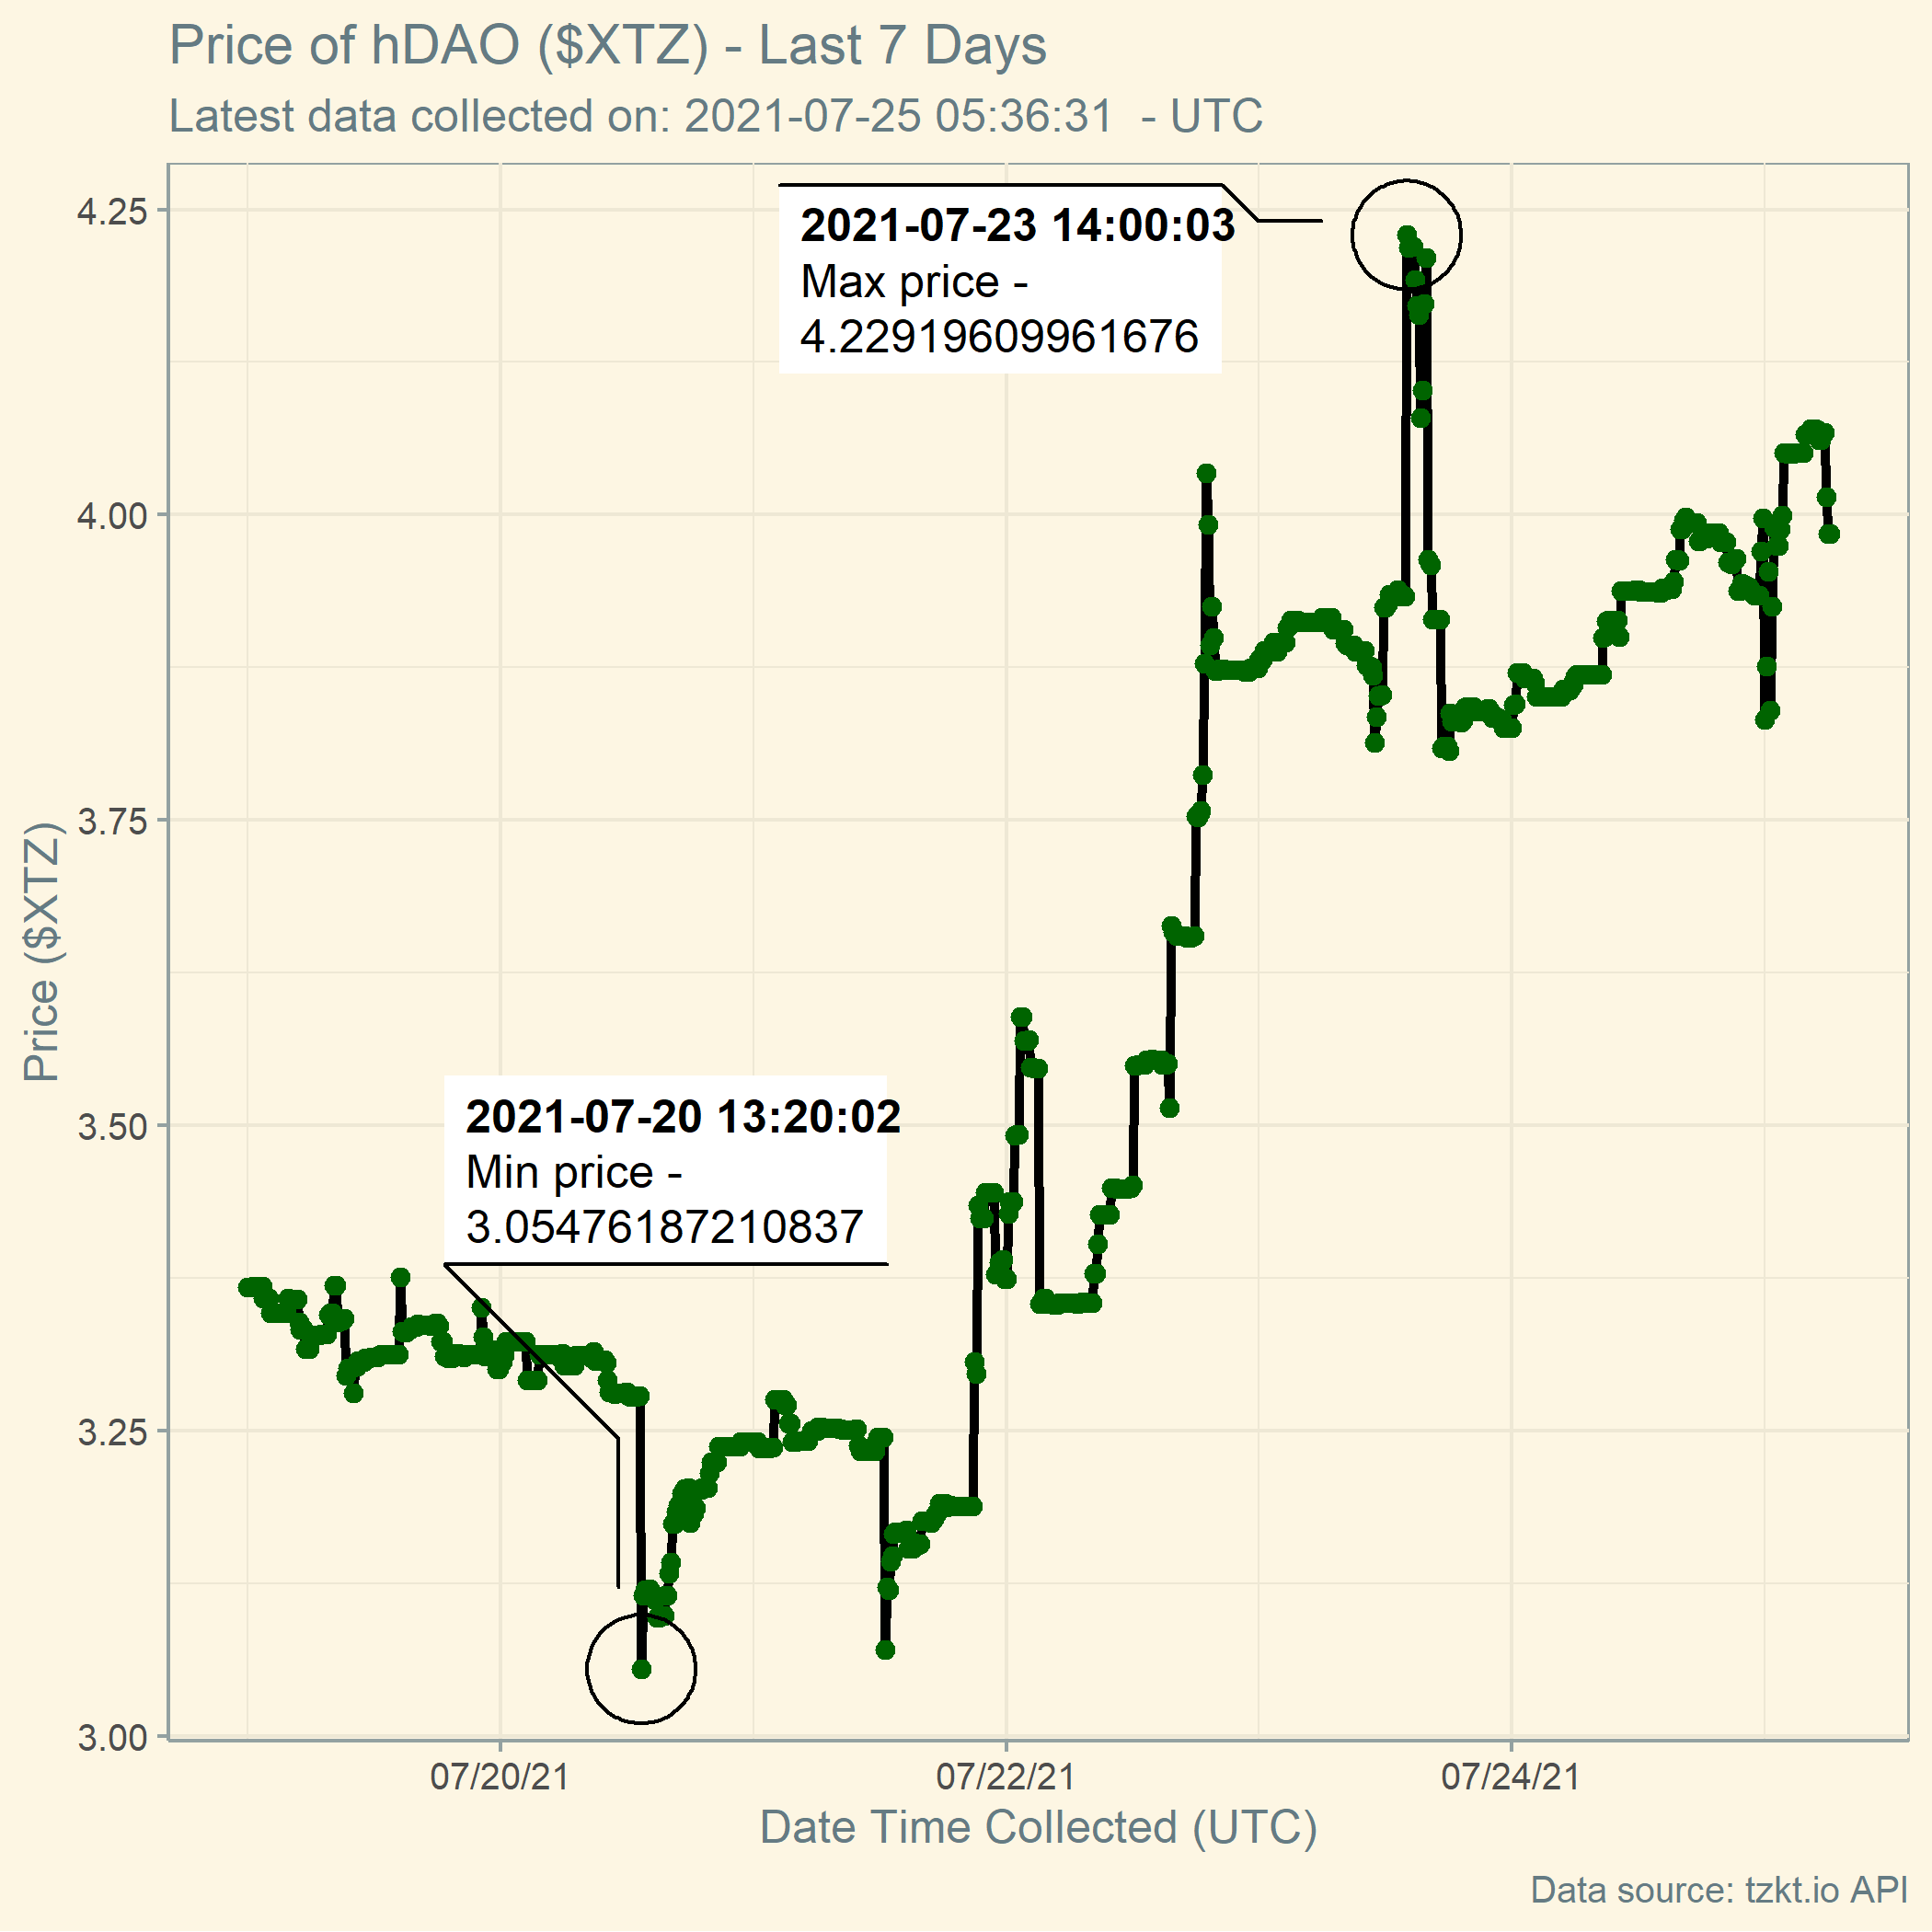 Price of hDAO ($XTZ) - Last 7 Days
Latest data collected on: 2021-07-25 05:36:31  - UTC
4.25
4.00
3.75
3.50
3.25
3.00
Price ($XTZ)
2021-07-23 14:00:03
Max price -
4.22919609961676
2021-07-20 13:20:02
Min price -
3.05476187210837
07/20/21
07/22/21
07/24/21
Date Time Collected (UTC)
Data source: tzkt.io API